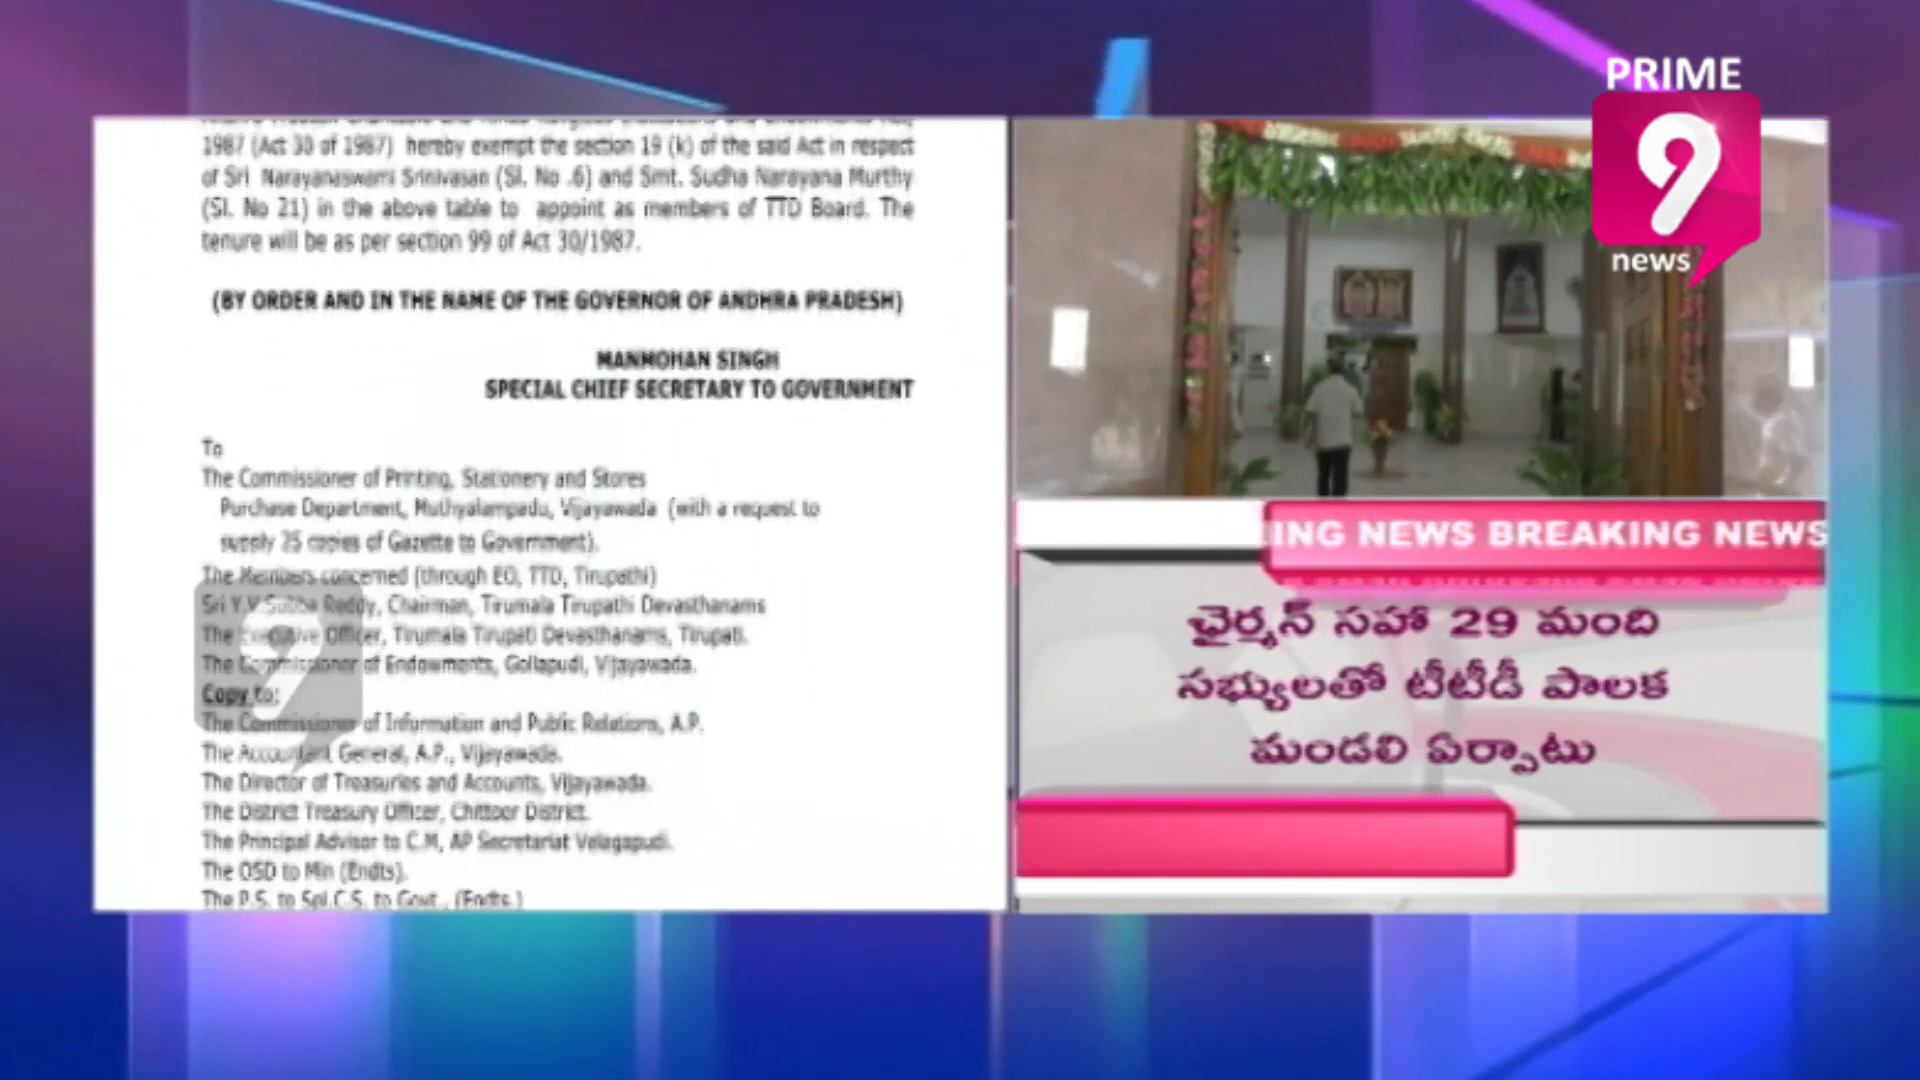 1987 (Act 30 of 1987) hereby exempt the section 19 (k) of the said Act in respect
of Sri Narayanaswami Srinivasan (Sl. No .6) and Smt. Sudha Narayana Murthy
(Sl. No 21) in the above table to appoint as members of TTD Board. The
tenure will be as per section 99 of Act 30/1987.
(BY ORDER AND IN THE NAME OF THE GOVERNOR OF ANDHRA PRADESH)
MANMOHAN SINGH
SPECIAL CHIEF SECRETARY TO GOVERNMENT
To
The Commissioner of Printing, Stationery and Stores
Purchase Department, Muthyalampadu, Vijayawada (with a request to
supply 25 copies of Gazette to Government).
The Members concerned (through EO, TTD, Tirupathi)
Sri Y.V.Subba Reddy, Chairman, Tirumala Tirupathi Devasthanams
The Executive Officer, Tirumala Tirupati Devasthanams, Tirupati.
The Commissioner of Endowments, Gollapudi, Vijayawada.
Copy to:
The Commissioner of Information and Public Relations, A.P.
The Accountant General, A.P., Vijayawada.
The Director of Treasuries and Accounts, Vijayawada.
The District Treasury Officer, Chittoor District.
The Principal Advisor to C.M, AP Secretariat Velagapudi.
The OSD to Min (Endts).
The P.S. to Spl.C.S. to Govt., (Endts.)
PRIME
9
news
ING NEWS BREAKING NEWS
ఛైర్మన్ సహా 29 మంది
సభ్యులతో టీటీడీ పాలక
మండలి ఏర్పాటు
9